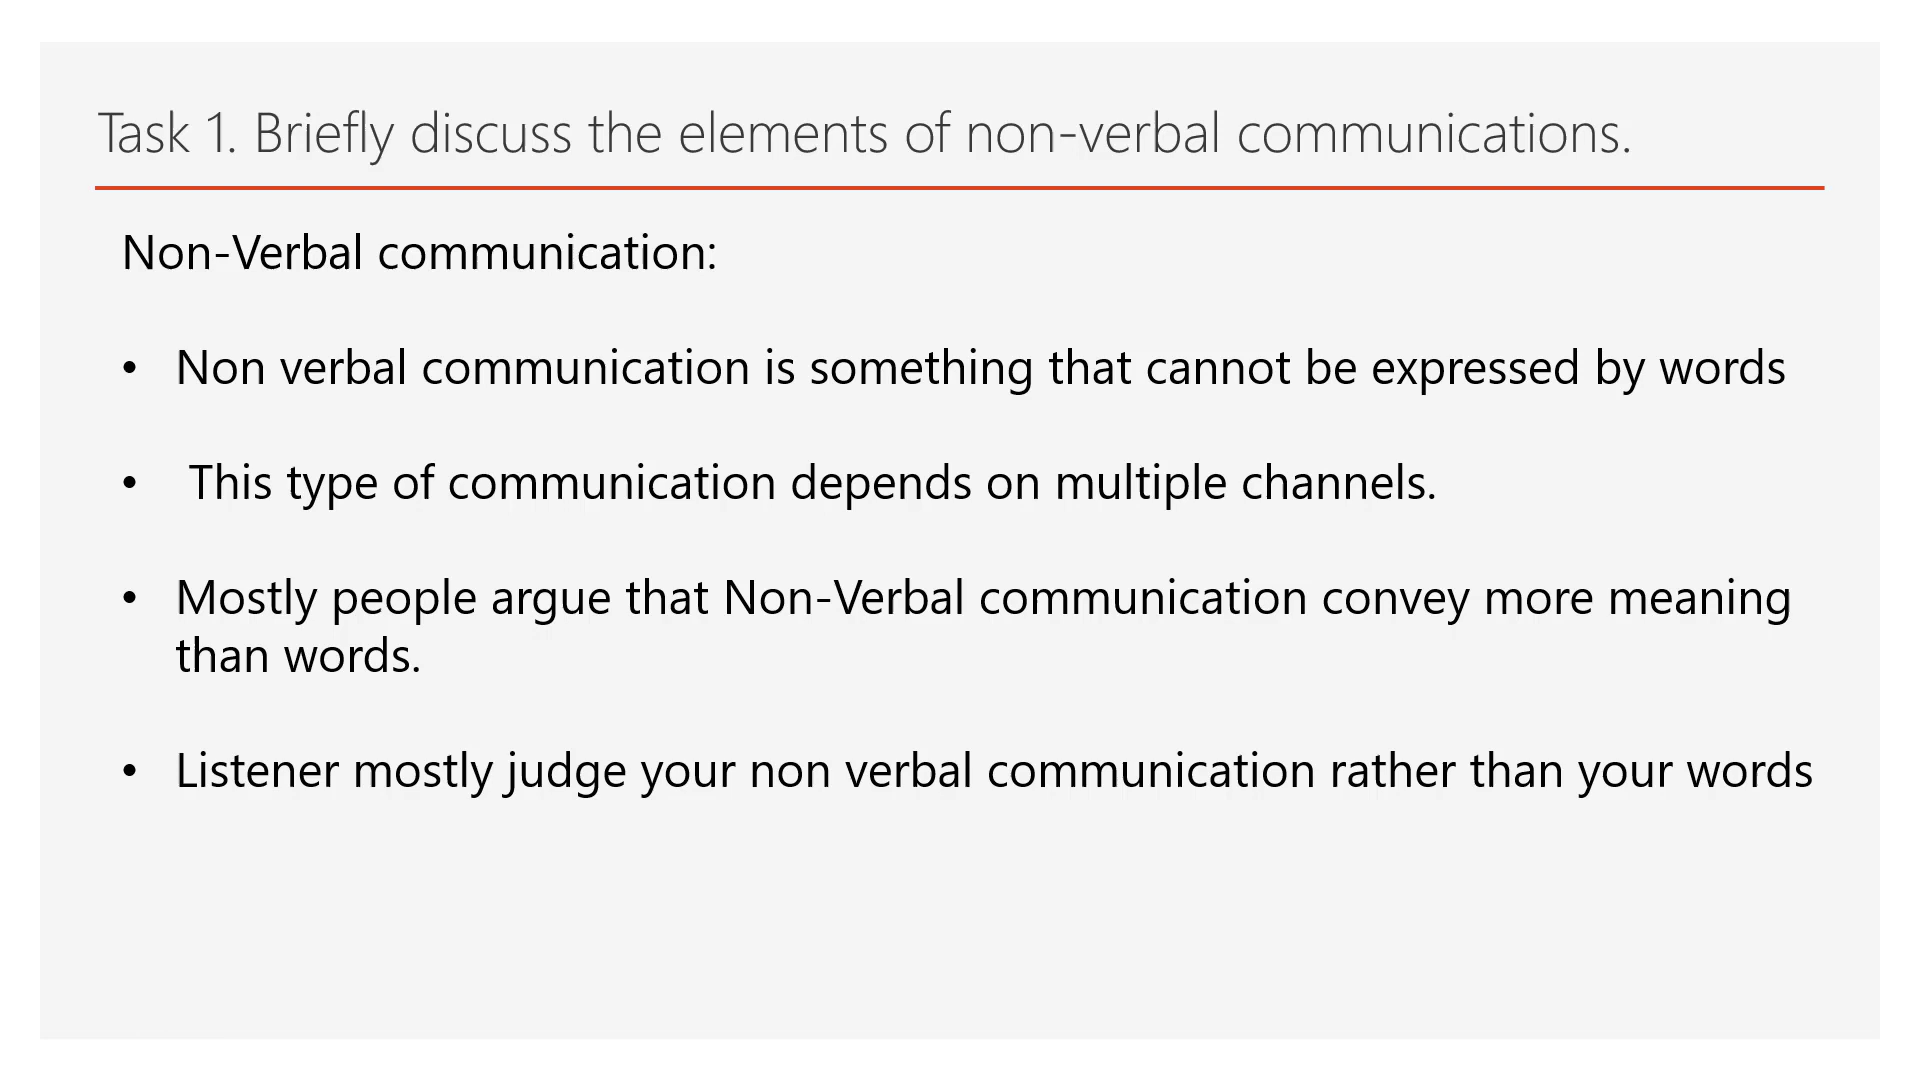 Task 1. Briefly discuss the elements of non-verbal communications.
Non-Verbal communication:
• Non verbal communication is something that cannot be expressed by words
• This type of communication depends on multiple channels.
• Mostly people argue that Non-Verbal communication convey more meaning
than words.
• Listener mostly judge your non verbal communication rather than your words